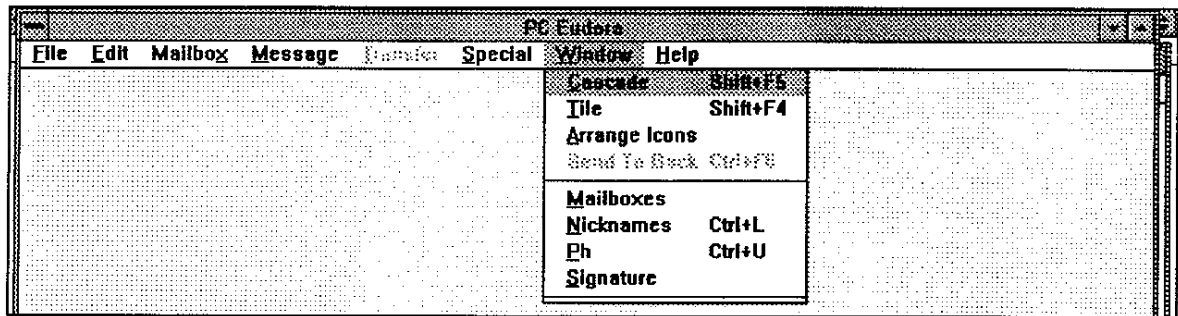 PC Eudora
File Edit Mailbox Message Transfer Special Window Help
Cascade Shift+F5
Tile Shift+F4
Arrange Icons
Send To Back Ctrl+F6
Mailboxes
Nicknames Ctrl+L
Ph Ctrl+U
Signature